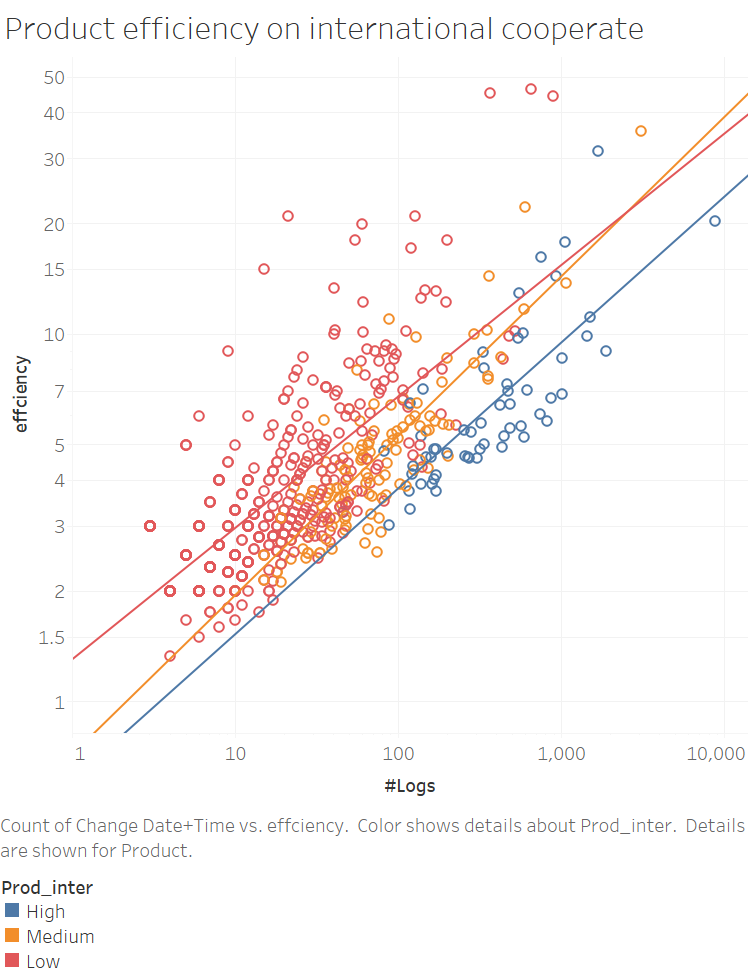 Product efficiency on international cooperate
50
40
30
20
15
10
7
5
4
3
2
1.5
1
effciency
1 10 100 1,000 10,000
#Logs
Count of Change Date+Time vs. effciency. Color shows details about Prod_inter. Details
are shown for Product.
Prod_inter
High
Medium
Low